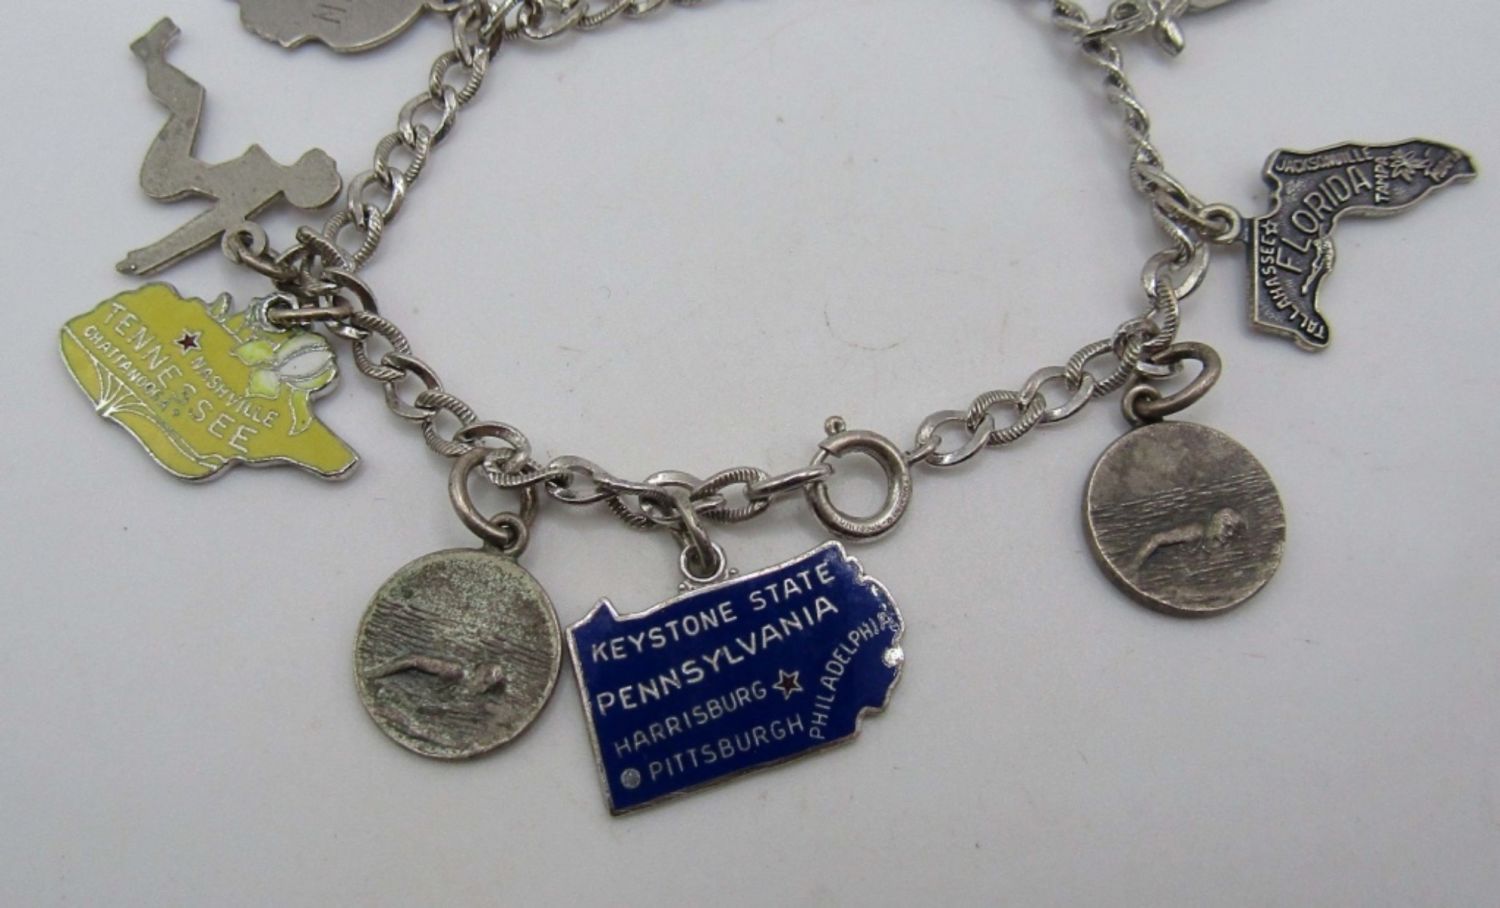 TENNESSEE
NASHVILLE
CHATTANOOGA
KEYSTONE STATE
PENNSYLVANIA
HARRISBURG
PITTSBURGH
PHILADELPHIA
JACKSONVILLE
FLORIDA
TAMPA
TALLAHASSEE